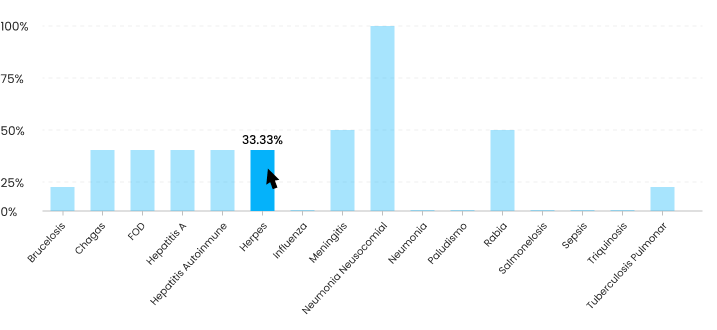 100%
75%
50%
33.33%
25%
0%
Brucelosis
Chagas
FOD
Hepatitis A
Hepatitis Autoinmune
Herpes
Influenza
Meningitis
Neumonia Neusocomial
Neumonia
Paludismo
Rabia
Salmonelosis
Sepsis
Triquinosis
Tuberculosis Pulmonar